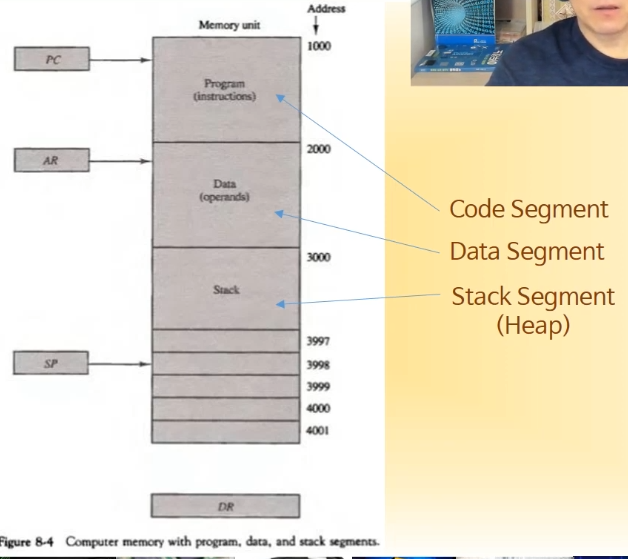 Address
Memory unit
1000
PC
Program
(instructions)
2000
AR
Data
(operands)
Code Segment
Data Segment
3000
Stack
Stack Segment
(Heap)
3997
SP
3998
3999
4000
4001
DR
Figure 8-4 Computer memory with program, data, and stack segments.